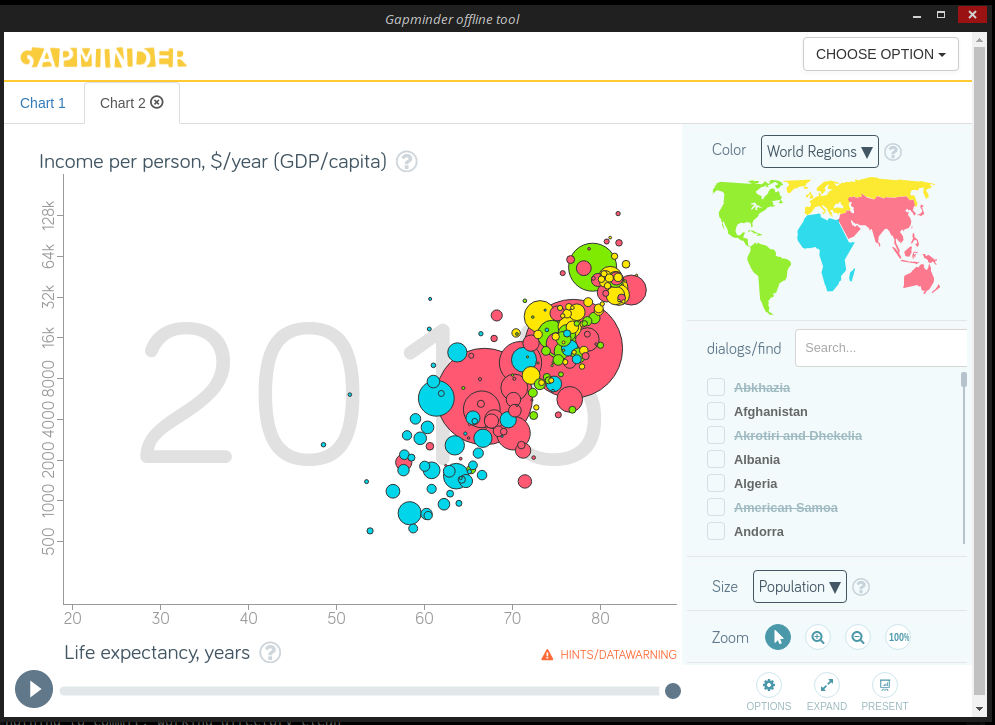 Gapminder offline tool
GAPMINDER
CHOOSE OPTION
Chart 1
Chart 2
Income per person, $/year (GDP/capita) ?
128k
64k
32k
16k
8000
4000
2000
1000
500
20 30 40 50 60 70 80
Life expectancy, years ?
HINTS/DATAWARNING
Color World Regions ▼ ?
dialogs/find Search...
Abkhazia
Afghanistan
Akrotiri and Dhekelia
Albania
Algeria
American Samoa
Andorra
Size Population ▼ ?
Zoom 100%
OPTIONS EXPAND PRESENT